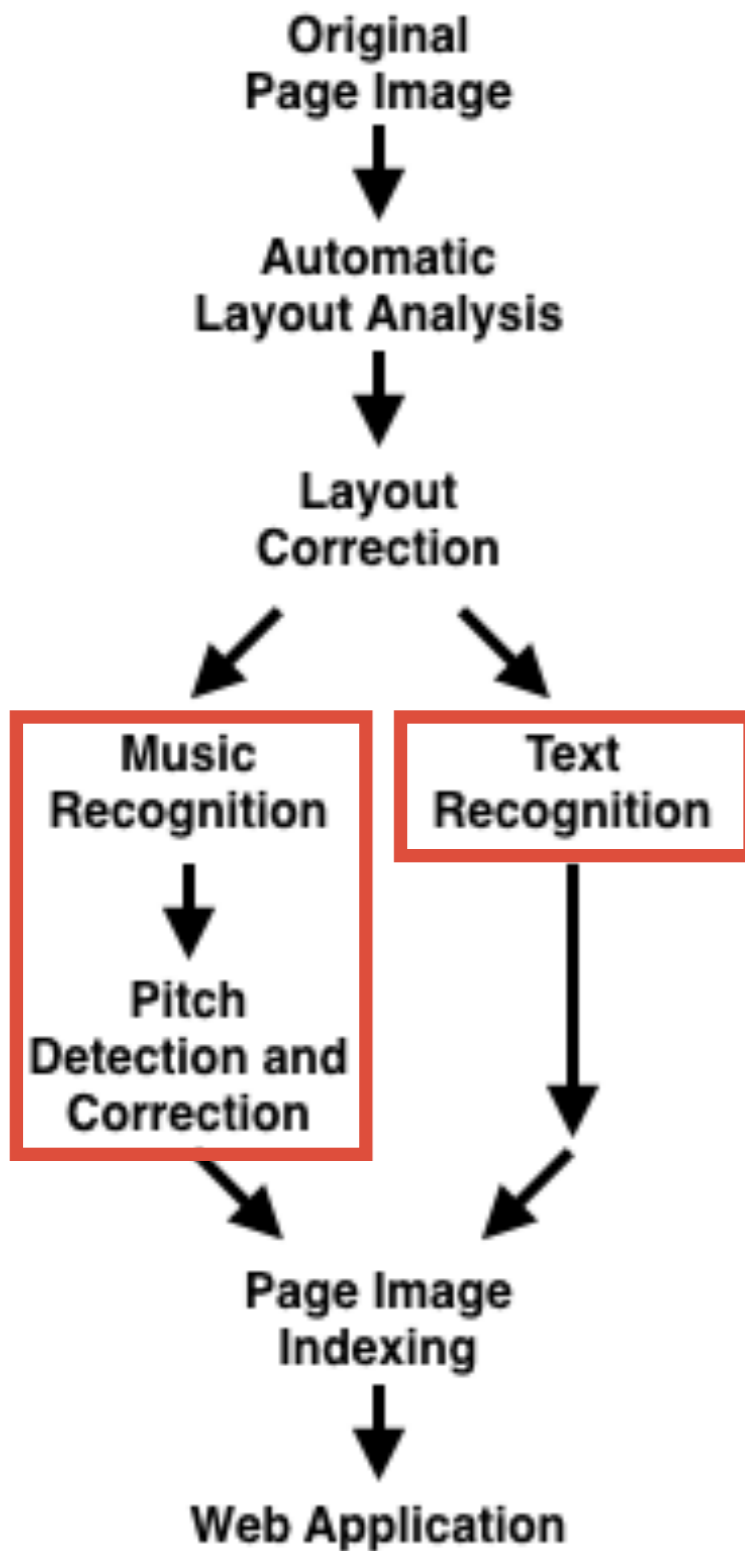 Original
Page Image
Automatic
Layout Analysis
Layout
Correction
Music
Recognition
Pitch
Detection and
Correction
Text
Recognition
Page Image
Indexing
Web Application